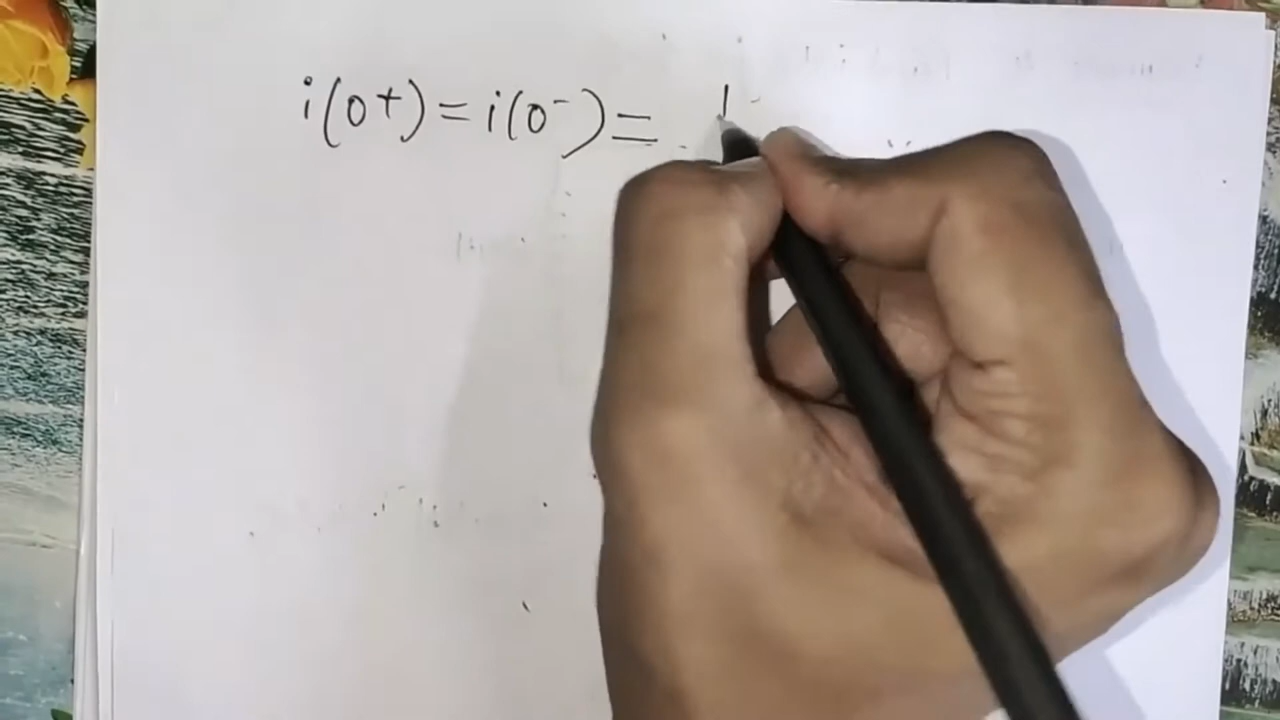 i(0+) = i(0-) =